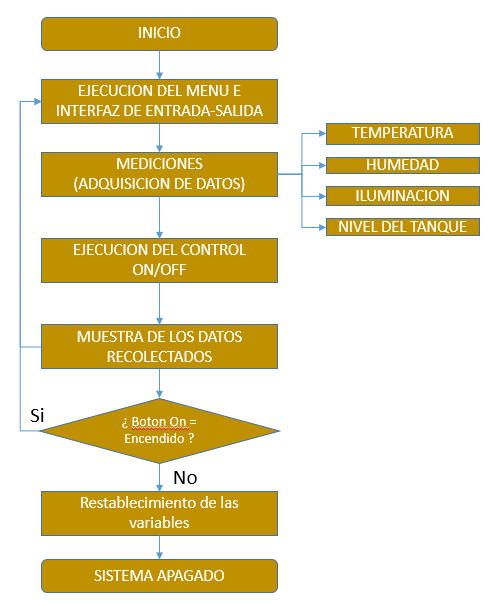 INICIO
EJECUCION DEL MENU E
INTERFAZ DE ENTRADA-SALIDA
MEDICIONES
(ADQUISICION DE DATOS)
TEMPERATURA
HUMEDAD
ILUMINACION
NIVEL DEL TANQUE
EJECUCION DEL CONTROL
ON/OFF
MUESTRA DE LOS DATOS
RECOLECTADOS
Si
¿ Boton On =
Encendido ?
No
Restablecimiento de las
variables
SISTEMA APAGADO